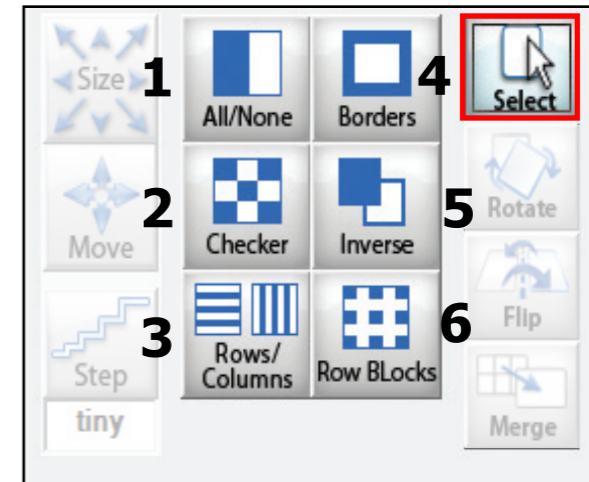 Size
1
All/None
Borders
4
Select
Move
2
Checker
Inverse
5
Rotate
Step
3
Rows/
Columns
Row BLocks
6
Flip
tiny
Merge